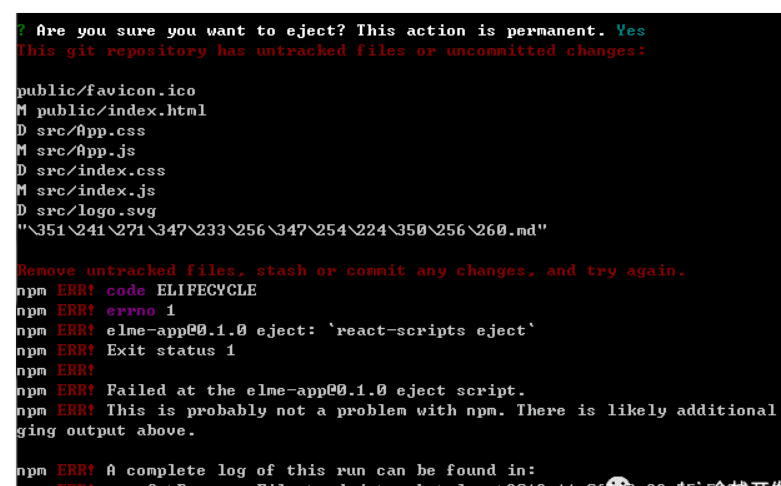 ? Are you sure you want to eject? This action is permanent. Yes
This git repository has untracked files or uncommitted changes:
public/favicon.ico
M public/index.html
D src/App.css
M src/App.js
D src/index.css
M src/index.js
D src/logo.svg
"\351\241\271\347\233\256\347\254\224\350\256\260.md"
Remove untracked files, stash or commit any changes, and try again.
npm ERR! code ELIFECYCLE
npm ERR! errno 1
npm ERR! elme-app@0.1.0 eject: `react-scripts eject`
npm ERR! Exit status 1
npm ERR!
npm ERR! Failed at the elme-app@0.1.0 eject script.
npm ERR! This is probably not a problem with npm. There is likely additional
ging output above.
npm ERR! A complete log of this run can be found in: